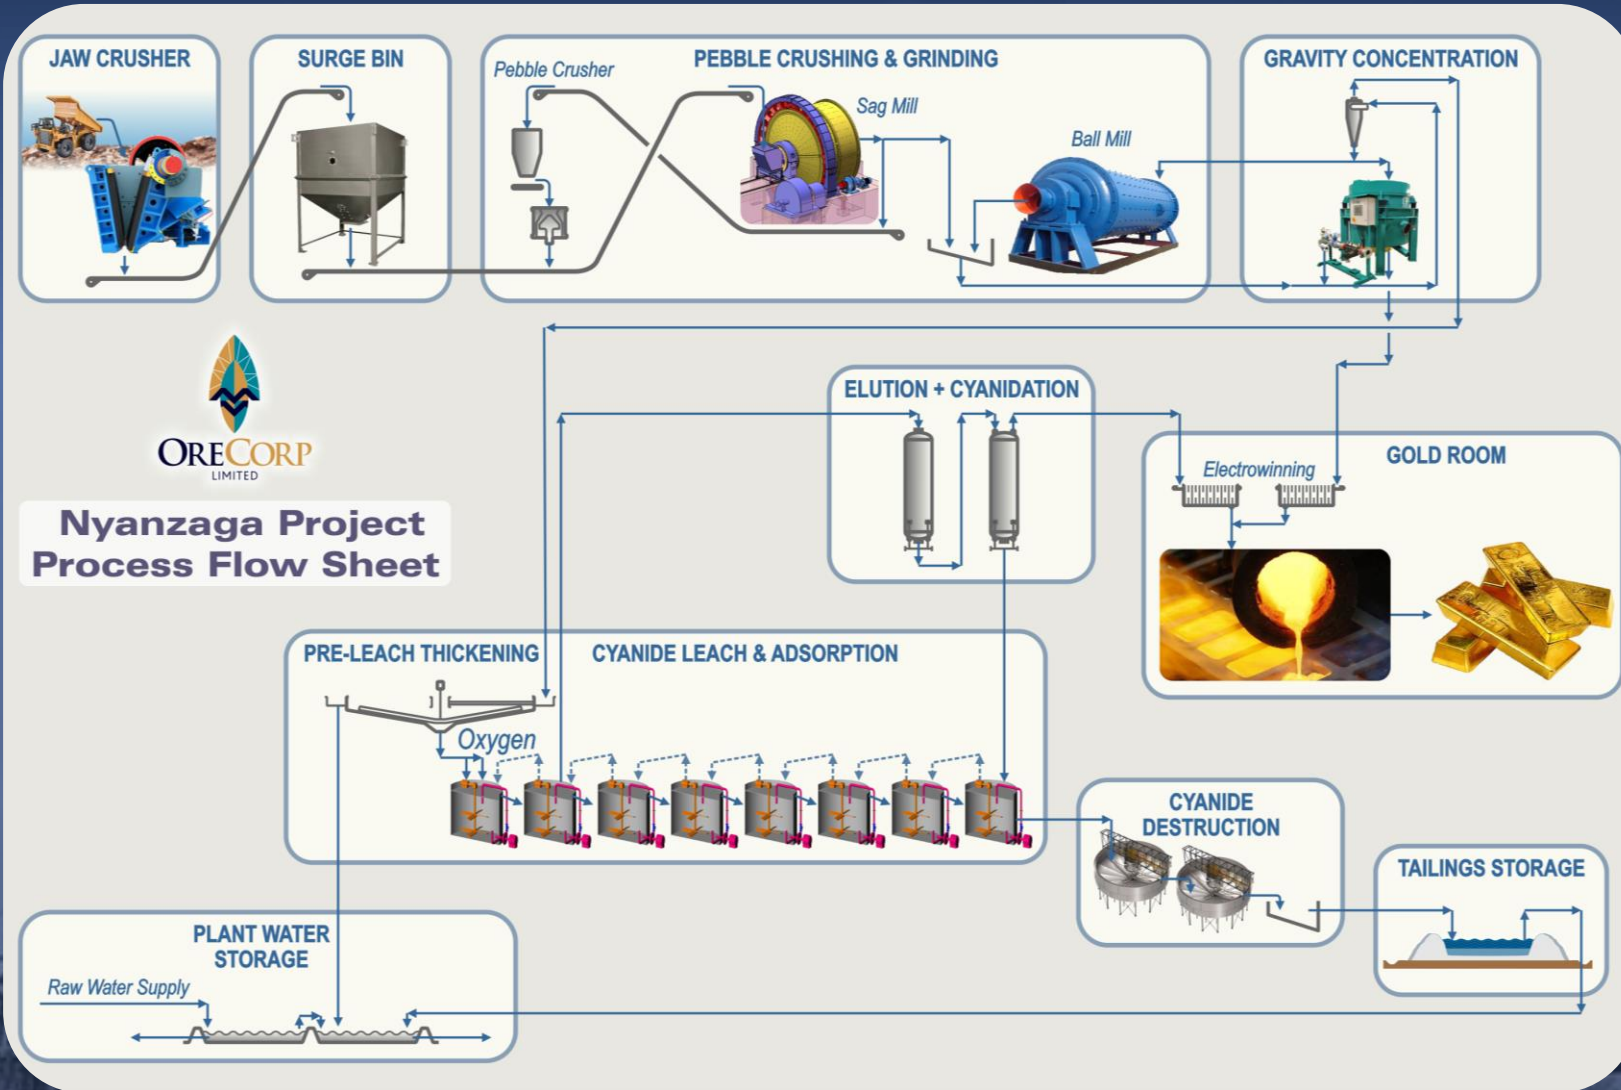 JAW CRUSHER
SURGE BIN
PEBBLE CRUSHING & GRINDING
Pebble Crusher
Sag Mill
Ball Mill
GRAVITY CONCENTRATION
ORECORP
LIMITED
Nyanzaga Project
Process Flow Sheet
ELUTION + CYANIDATION
GOLD ROOM
Electrowinning
PRE-LEACH THICKENING
CYANIDE LEACH & ADSORPTION
Oxygen
CYANIDE
DESTRUCTION
TAILINGS STORAGE
PLANT WATER
STORAGE
Raw Water Supply